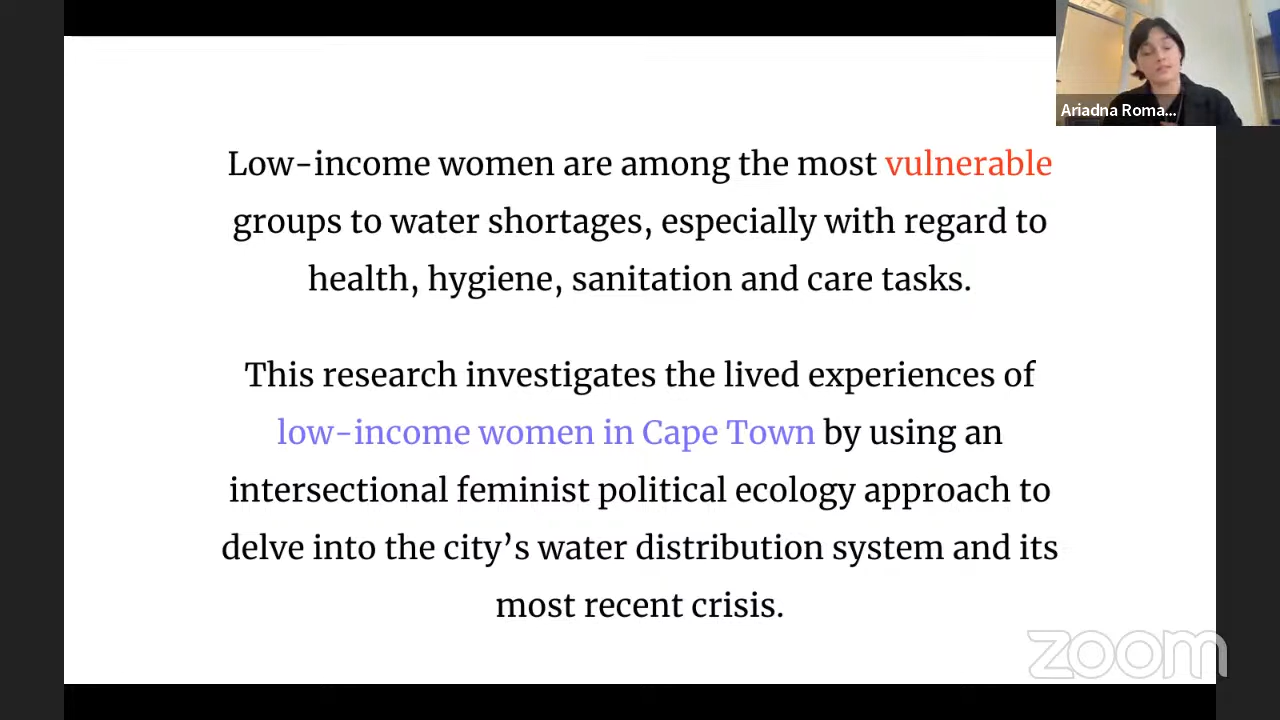 Ariadna Roma...
Low-income women are among the most vulnerable
groups to water shortages, especially with regard to
health, hygiene, sanitation and care tasks.
This research investigates the lived experiences of
low-income women in Cape Town by using an
intersectional feminist political ecology approach to
delve into the city’s water distribution system and its
most recent crisis.
zoom